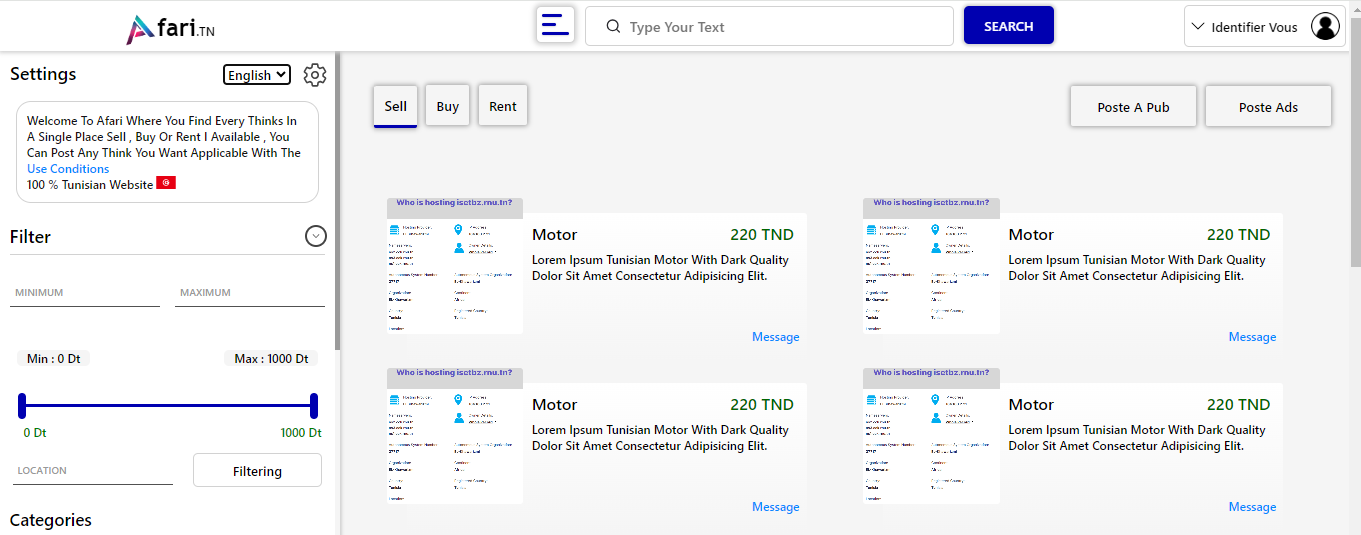 Afari.TN
Type Your Text
SEARCH
Identifier Vous
Settings
English
Welcome To Afari Where You Find Every Thinks In
A Single Place Sell , Buy Or Rent I Available , You
Can Post Any Think You Want Applicable With The
Use Conditions
100 % Tunisian Website
Filter
MINIMUM
MAXIMUM
Min : 0 Dt
Max : 1000 Dt
0 Dt
1000 Dt
LOCATION
Filtering
Categories
Sell
Buy
Rent
Poste A Pub
Poste Ads
Who is hosting isetbz.rnu.tn?
Motor
220 TND
Lorem Ipsum Tunisian Motor With Dark Quality
Dolor Sit Amet Consectetur Adipisicing Elit.
Message
Who is hosting isetbz.rnu.tn?
Motor
220 TND
Lorem Ipsum Tunisian Motor With Dark Quality
Dolor Sit Amet Consectetur Adipisicing Elit.
Message
Who is hosting isetbz.rnu.tn?
Motor
220 TND
Lorem Ipsum Tunisian Motor With Dark Quality
Dolor Sit Amet Consectetur Adipisicing Elit.
Message
Who is hosting isetbz.rnu.tn?
Motor
220 TND
Lorem Ipsum Tunisian Motor With Dark Quality
Dolor Sit Amet Consectetur Adipisicing Elit.
Message